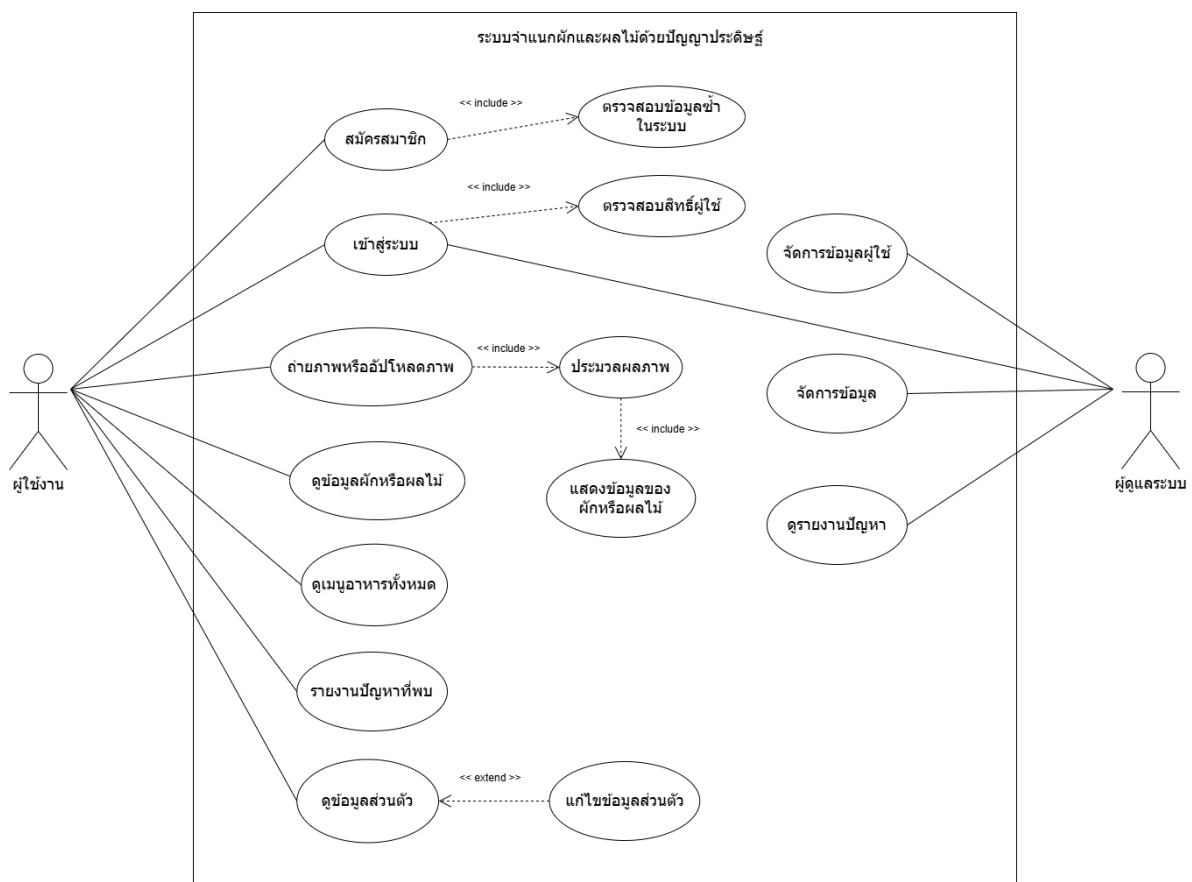 ระบบจำแนกผักและผลไม้ด้วยปัญญาประดิษฐ์
<< include >>
ตรวจสอบข้อมูลซ้ำ
ในระบบ
สมัครสมาชิก
<< include >>
ตรวจสอบสิทธิ์ผู้ใช้
เข้าสู่ระบบ
จัดการข้อมูลผู้ใช้
<< include >>
ถ่ายภาพหรืออัปโหลดภาพ
ประมวลผลภาพ
จัดการข้อมูล
<< include >>
ดูข้อมูลผักหรือผลไม้
ผู้ใช้งาน
แสดงข้อมูลของ
ผักหรือผลไม้
ผู้ดูแลระบบ
ดูรายงานปัญหา
ดูเมนูอาหารทั้งหมด
รายงานปัญหาที่พบ
<< extend >>
ดูข้อมูลส่วนตัว
แก้ไขข้อมูลส่วนตัว